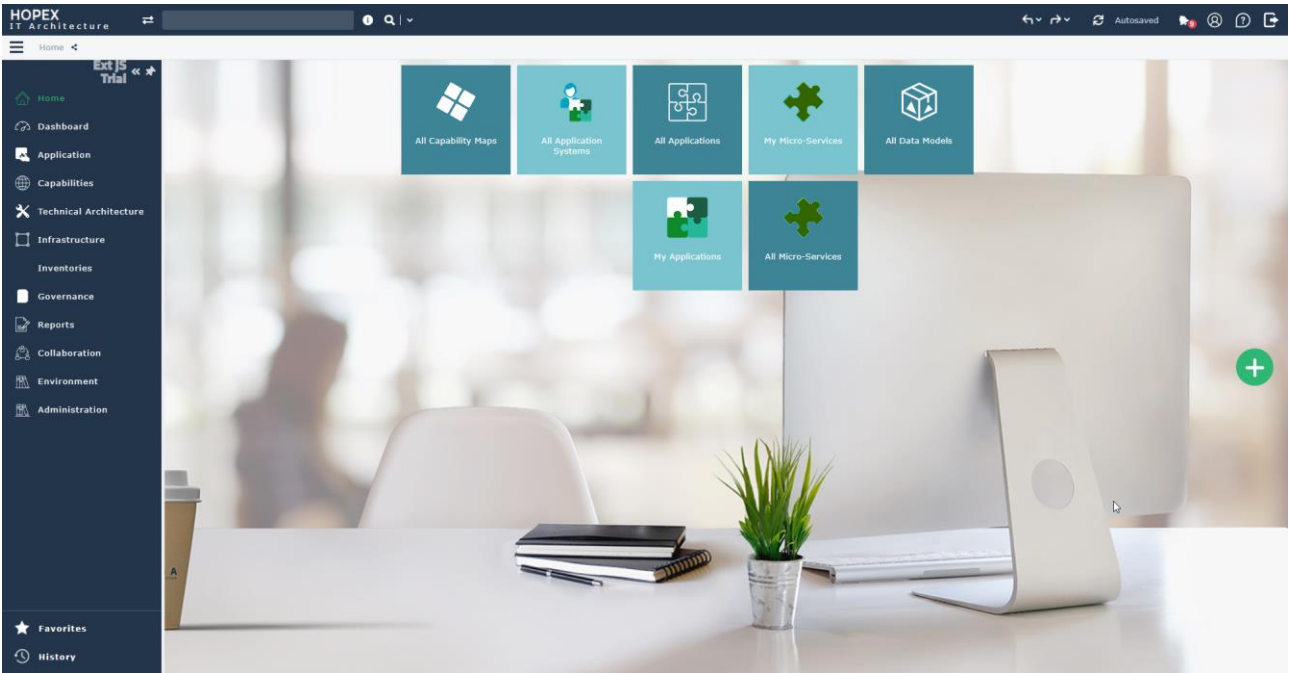 HOPEX
IT Architecture
Autosaved
9
Home
Ext JS
Trial
Home
Dashboard
Application
Capabilities
Technical Architecture
Infrastructure
Inventories
Governance
Reports
Collaboration
Environment
Administration
Favorites
History
All Capability Maps
All Application
Systems
All Applications
My Micro-Services
All Data Models
My Applications
All Micro-Services
A